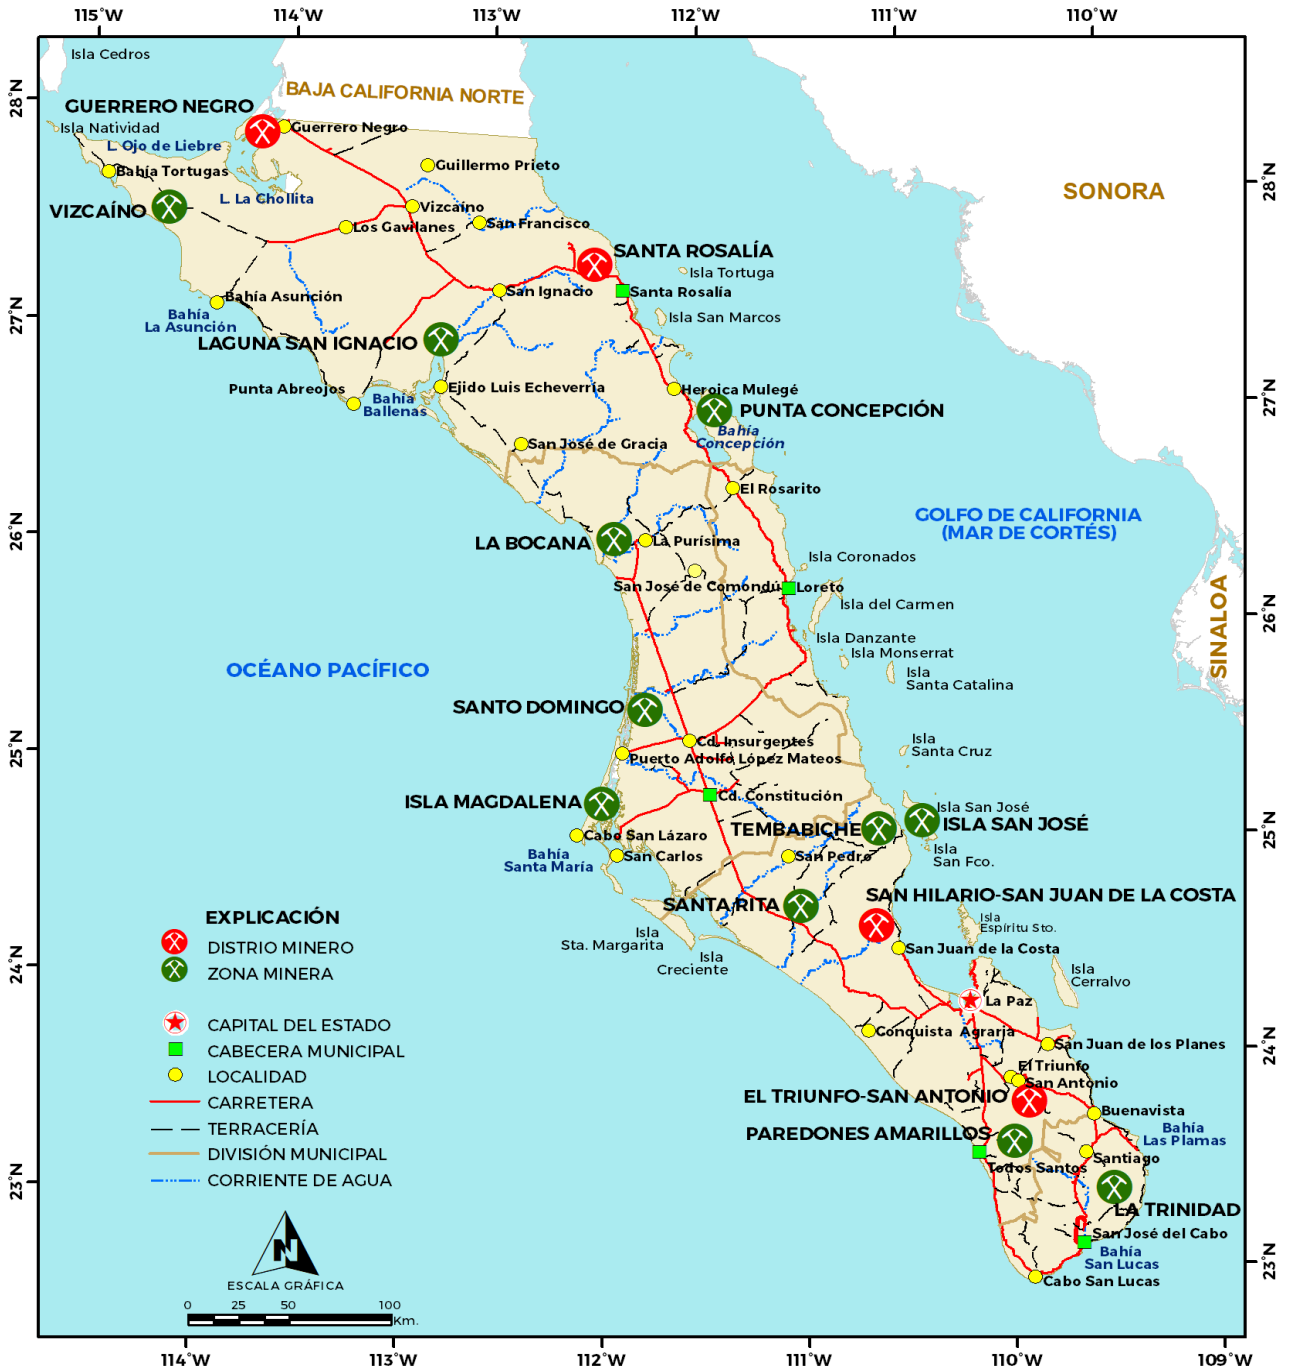 115°W 114°W 113°W 112°W 111°W 110°W
Isla Cedros
BAJA CALIFORNIA NORTE
28°N
GUERRERO NEGRO
Isla Natividad
Guerrero Negro
L. Ojo de Liebre
Bahía Tortugas
Guillermo Prieto
28°N
SONORA
L. La Chollita
VIZCAÍNO
Vizcaíno
Los Gavilanes
San Francisco
SANTA ROSALÍA
Isla Tortuga
San Ignacio
Santa Rosalía
Bahía Asunción
27°N
Bahía
La Asunción
Isla San Marcos
LAGUNA SAN IGNACIO
Punta Abreojos
Ejido Luis Echeverría
Heroica Mulegé
27°N
Bahía
Ballenas
PUNTA CONCEPCIÓN
Bahía
Concepción
San José de Gracia
El Rosarito
GOLFO DE CALIFORNIA
(MAR DE CORTÉS)
26°N
LA BOCANA
La Purísima
Isla Coronados
San José de Comondú
Loreto
Isla del Carmen
26°N
SINALOA
Isla Danzante
Isla Monserrat
OCÉANO PACÍFICO
Isla
Santa Catalina
SANTO DOMINGO
25°N
Cd. Insurgentes
Isla
Santa Cruz
Puerto Adolfo López Mateos
ISLA MAGDALENA
Cd. Constitución
Isla San José
ISLA SAN JOSÉ
TEMBABICHE
25°N
Cabo San Lázaro
Bahía
Santa María
San Carlos
San Pedro
Isla
San Fco.
SAN HILARIO-SAN JUAN DE LA COSTA
SANTA RITA
Isla
Espíritu Sto.
Isla
Sta. Margarita
San Juan de la Costa
Isla
Creciente
Isla
Cerralvo
24°N
La Paz
Conquista Agraria
San Juan de los Planes
24°N
El Triunfo
San Antonio
EL TRIUNFO-SAN ANTONIO
Buenavista
PAREDONES AMARILLOS
Bahía
Las Plamas
Santiago
Todos Santos
23°N
LA TRINIDAD
San José del Cabo
Bahía
San Lucas
Cabo San Lucas
23°N
EXPLICACIÓN
DISTRIO MINERO
ZONA MINERA
CAPITAL DEL ESTADO
CABECERA MUNICIPAL
LOCALIDAD
CARRETERA
TERRACERÍA
DIVISIÓN MUNICIPAL
CORRIENTE DE AGUA
N
ESCALA GRÁFICA
0 25 50 100
Km.
114°W 113°W 112°W 111°W 110°W 109°W